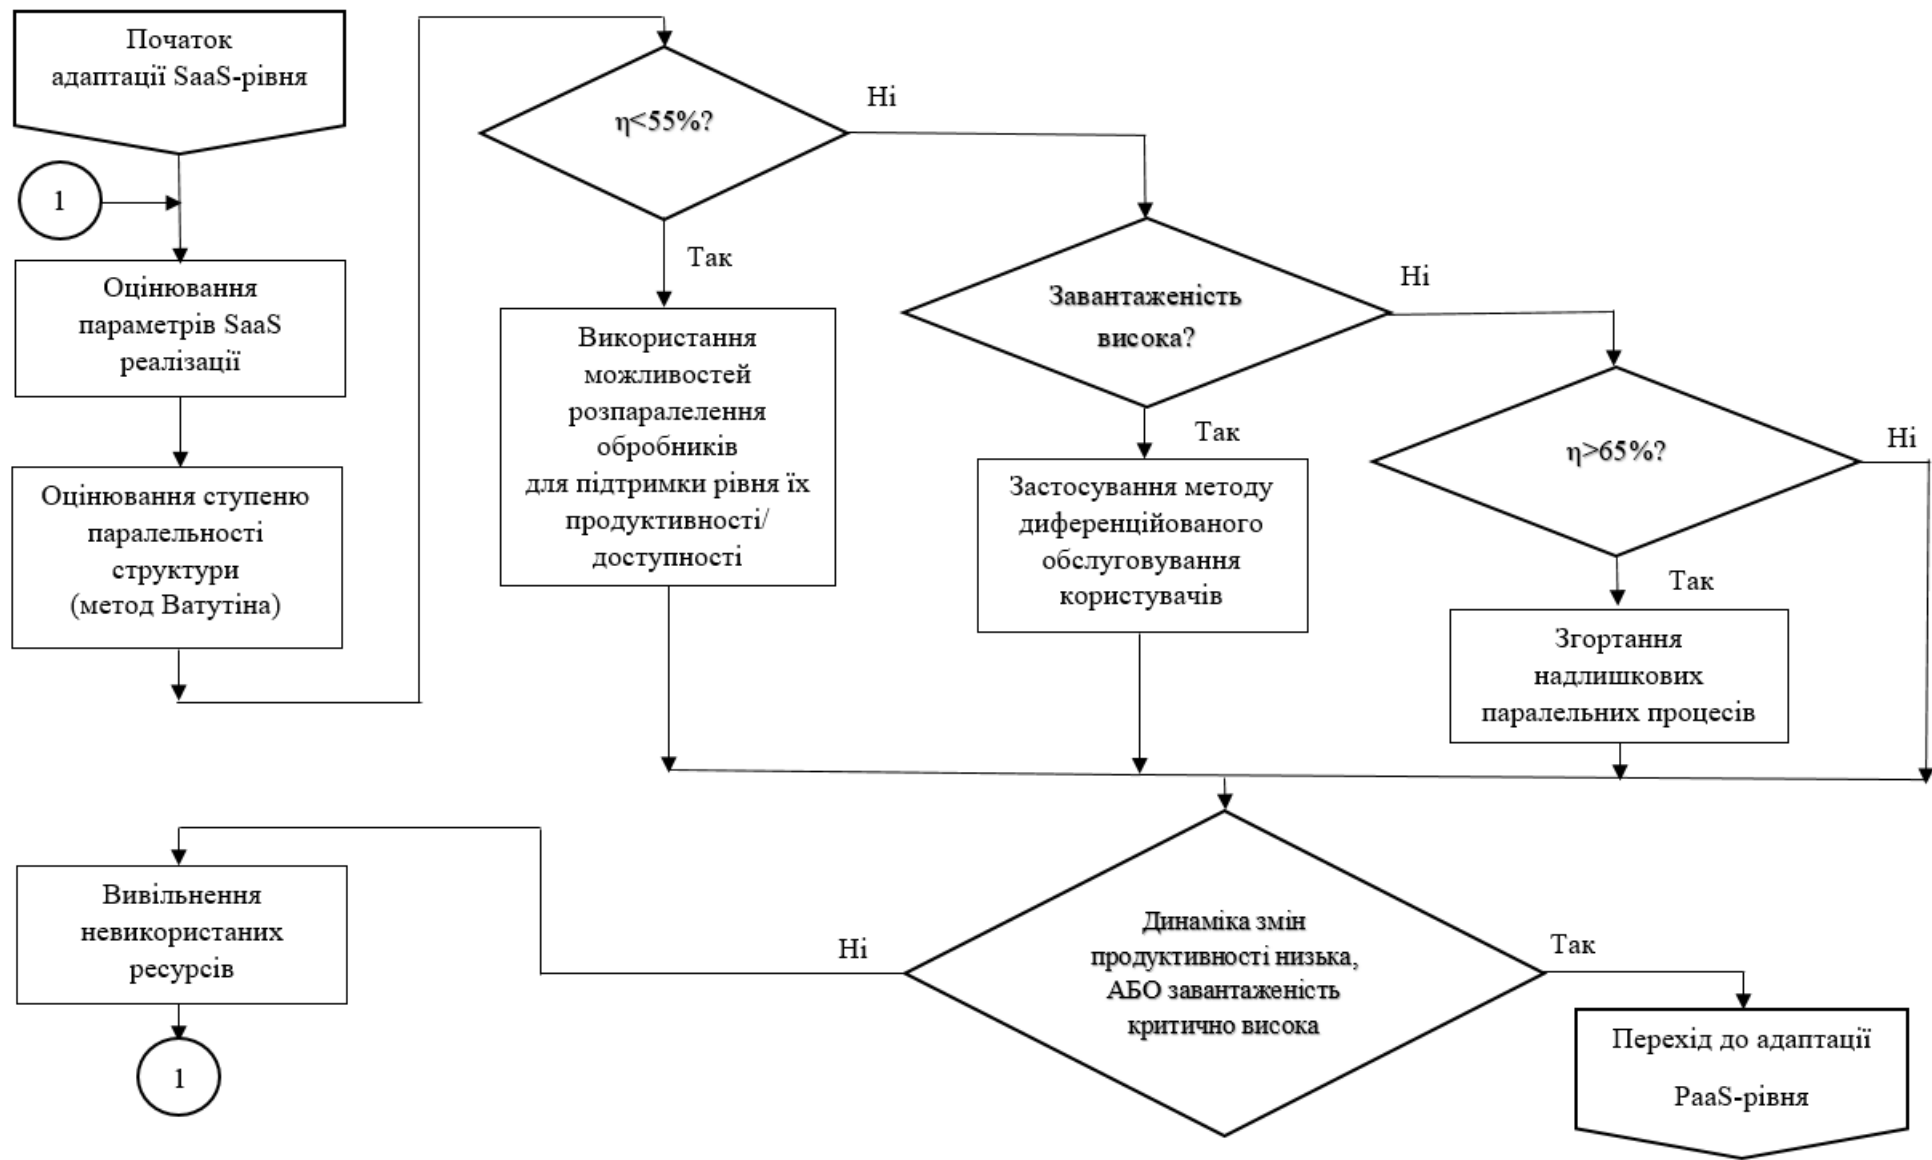 Початок
адаптації SaaS-рівня
1
Оцінювання
параметрів SaaS
реалізації
Оцінювання ступеню
паралельності
структури
(метод Ватутіна)
η<55%?
Ні
Так
Використання
можливостей
розпаралелення
обробників
для підтримки рівня їх
продуктивності/
доступності
Завантаженість
висока?
Ні
Так
Застосування методу
диференційованого
обслуговування
користувачів
η>65%?
Ні
Так
Згортання
надлишкових
паралельних процесів
Динаміка змін
продуктивності низька,
АБО завантаженість
критично висока
Ні
Так
Вивільнення
невикористаних
ресурсів
1
Перехід до адаптації
PaaS-рівня